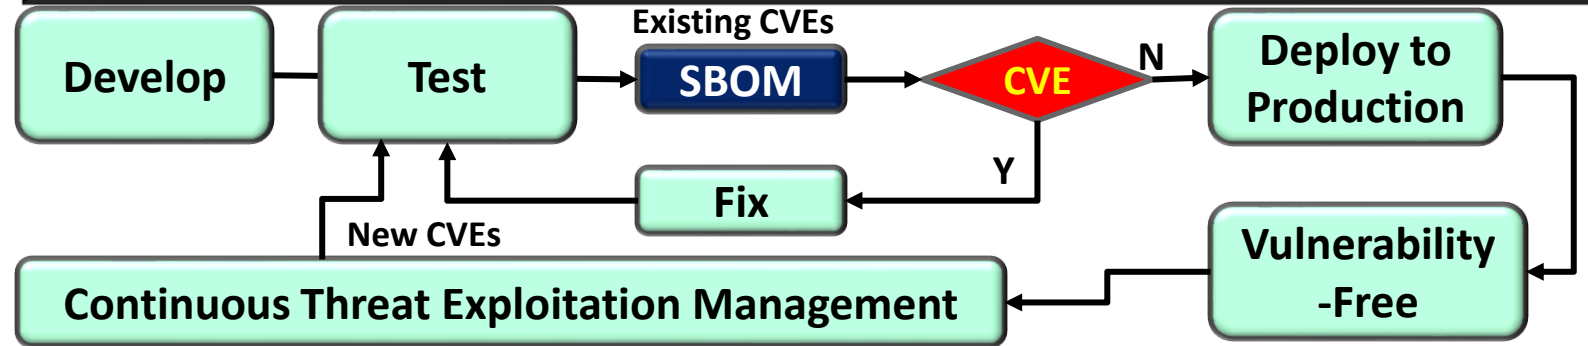 Existing CVEs
Develop
Test
SBOM
CVE
N
Deploy to
Production
Y
Fix
New CVEs
Vulnerability
-Free
Continuous Threat Exploitation Management